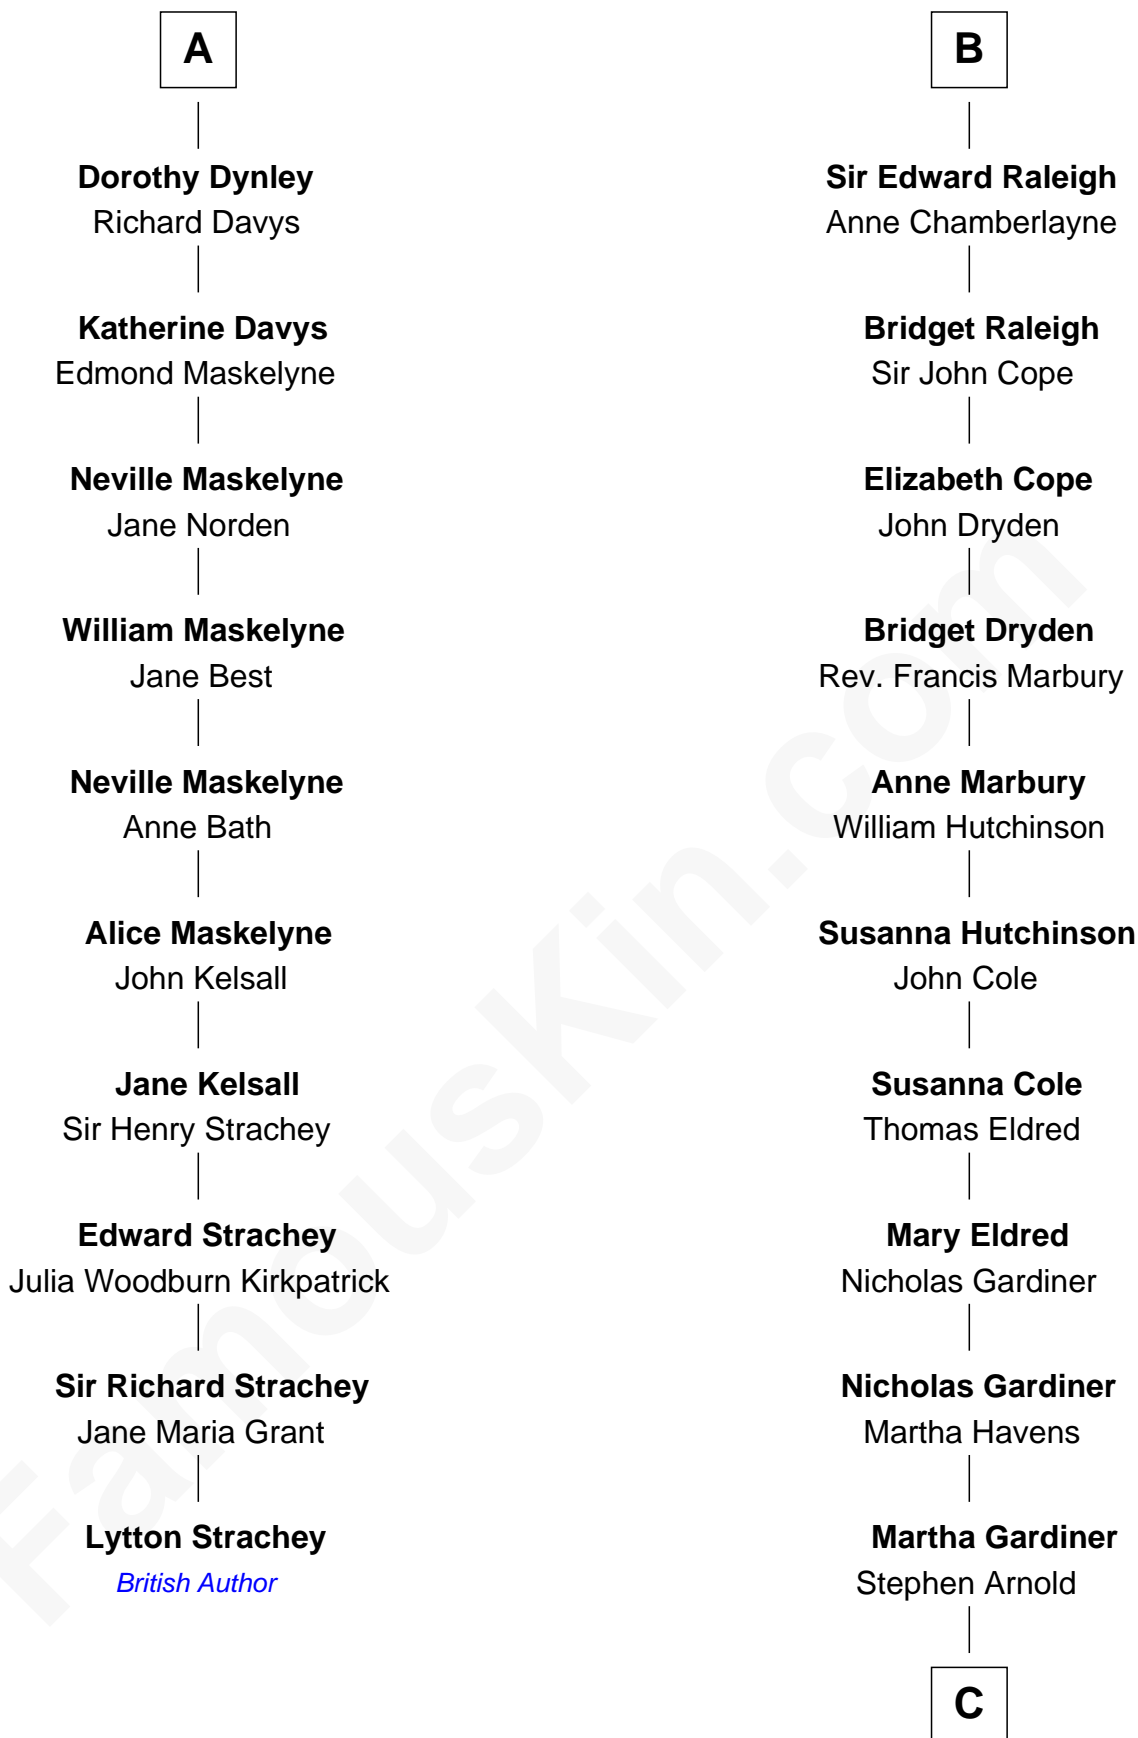 A
Dorothy Dynley
Richard Davys
Katherine Davys
Edmond Maskelyne
Neville Maskelyne
Jane Norden
William Maskelyne
Jane Best
Neville Maskelyne
Anne Bath
Alice Maskelyne
John Kelsall
Jane Kelsall
Sir Henry Strachey
Edward Strachey
Julia Woodburn Kirkpatrick
Sir Richard Strachey
Jane Maria Grant
Lytton Strachey
British Author
B
Sir Edward Raleigh
Anne Chamberlayne
Bridget Raleigh
Sir John Cope
Elizabeth Cope
John Dryden
Bridget Dryden
Rev. Francis Marbury
Anne Marbury
William Hutchinson
Susanna Hutchinson
John Cole
Susanna Cole
Thomas Eldred
Mary Eldred
Nicholas Gardiner
Nicholas Gardiner
Martha Havens
Martha Gardiner
Stephen Arnold
C
FamousKin.com